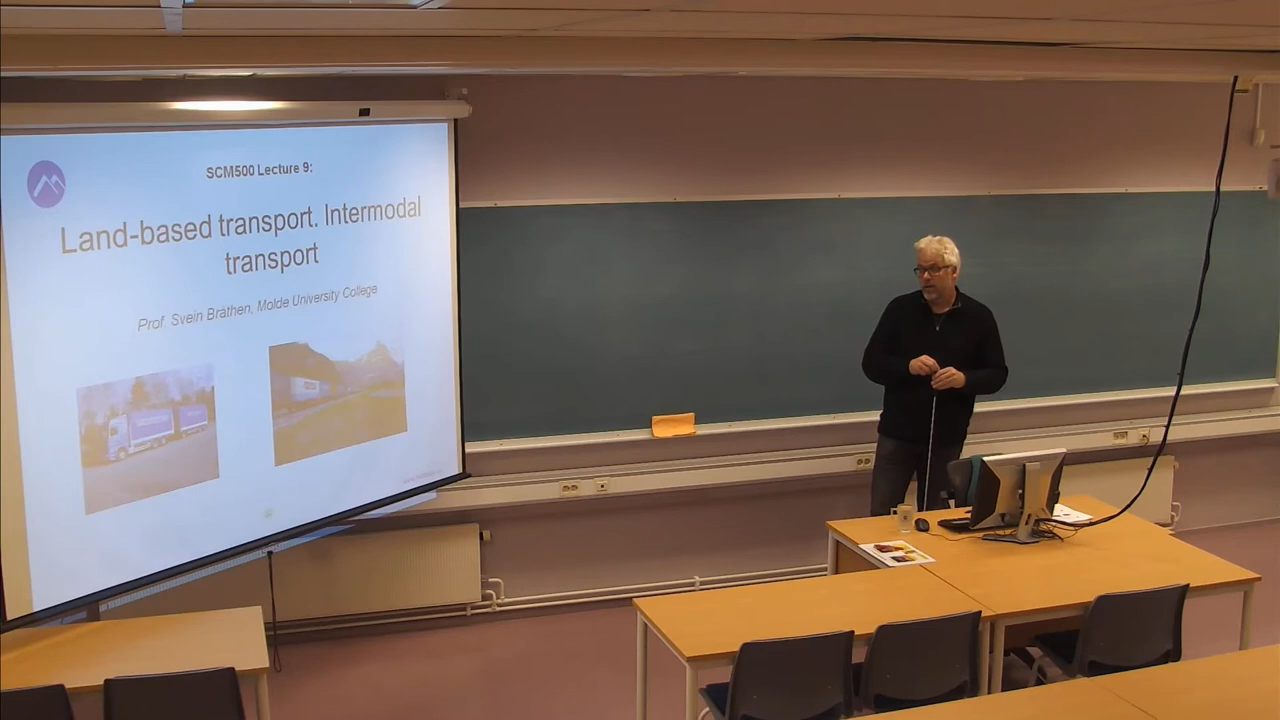 SCM500 Lecture 9:
Land-based transport. Intermodal
transport
Prof. Svein Bråthen, Molde University College